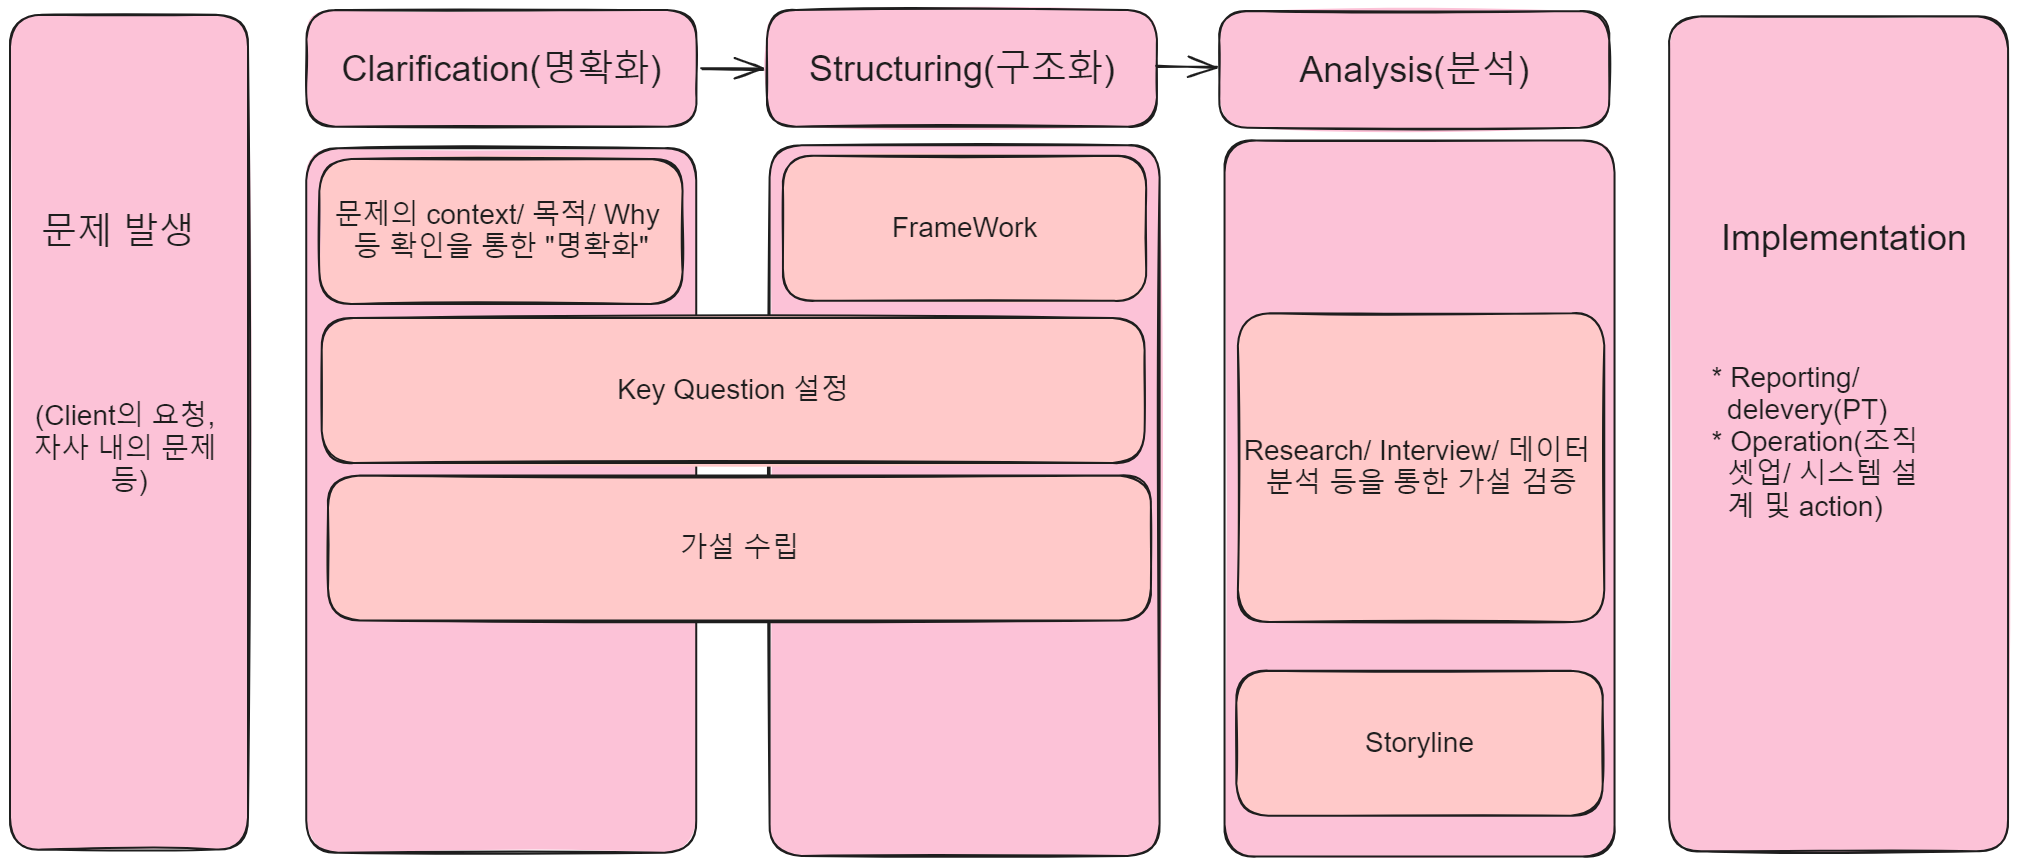 문제 발생
(Client의 요청,
자사 내의 문제
등)
Clarification(명확화)
문제의 context/ 목적/ Why
등 확인을 통한 "명확화"
Structuring(구조화)
FrameWork
Key Question 설정
가설 수립
Analysis(분석)
Research/ Interview/ 데이터
분석 등을 통한 가설 검증
Storyline
Implementation
* Reporting/
delevery(PT)
* Operation(조직
셋업/ 시스템 설
계 및 action)